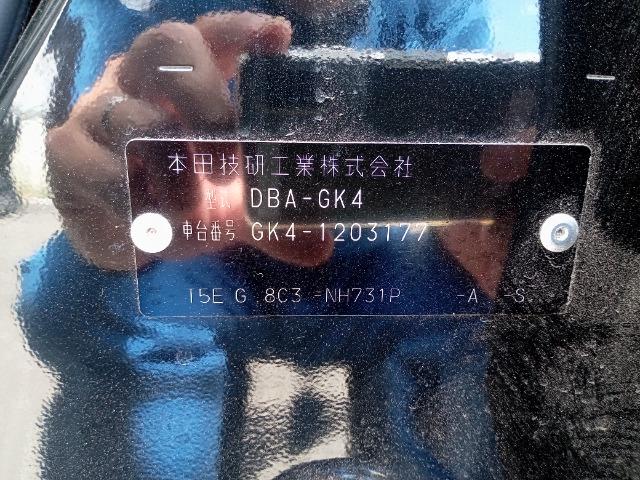 本田技研工業株式会社
型式 DBA-GK4
車台番号 GK4-1203177
15E G 8C3 -NH731P -A -S